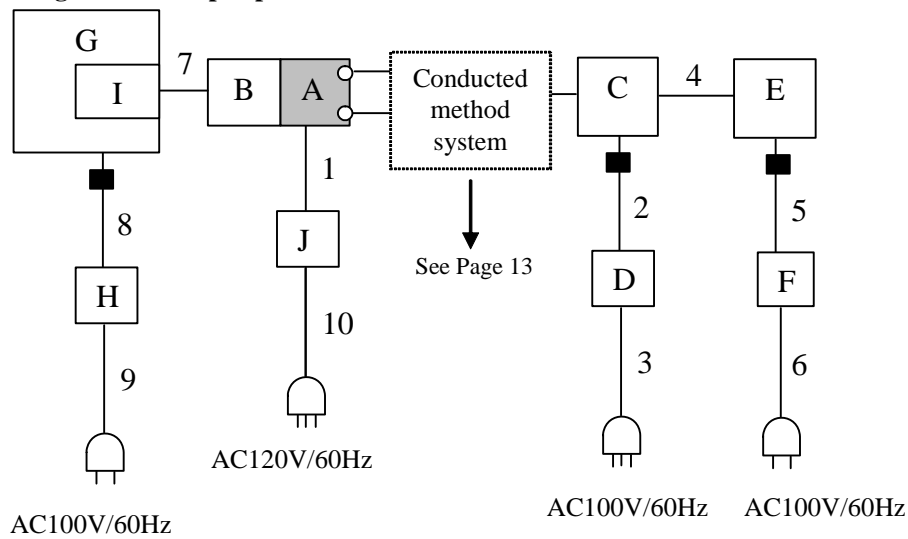 G
7
I
B
A
Conducted
method
system
C
4
E
1
2
5
8
J
See Page 13
H
D
F
10
9
3
6
AC120V/60Hz
AC100V/60Hz
AC100V/60Hz
AC100V/60Hz